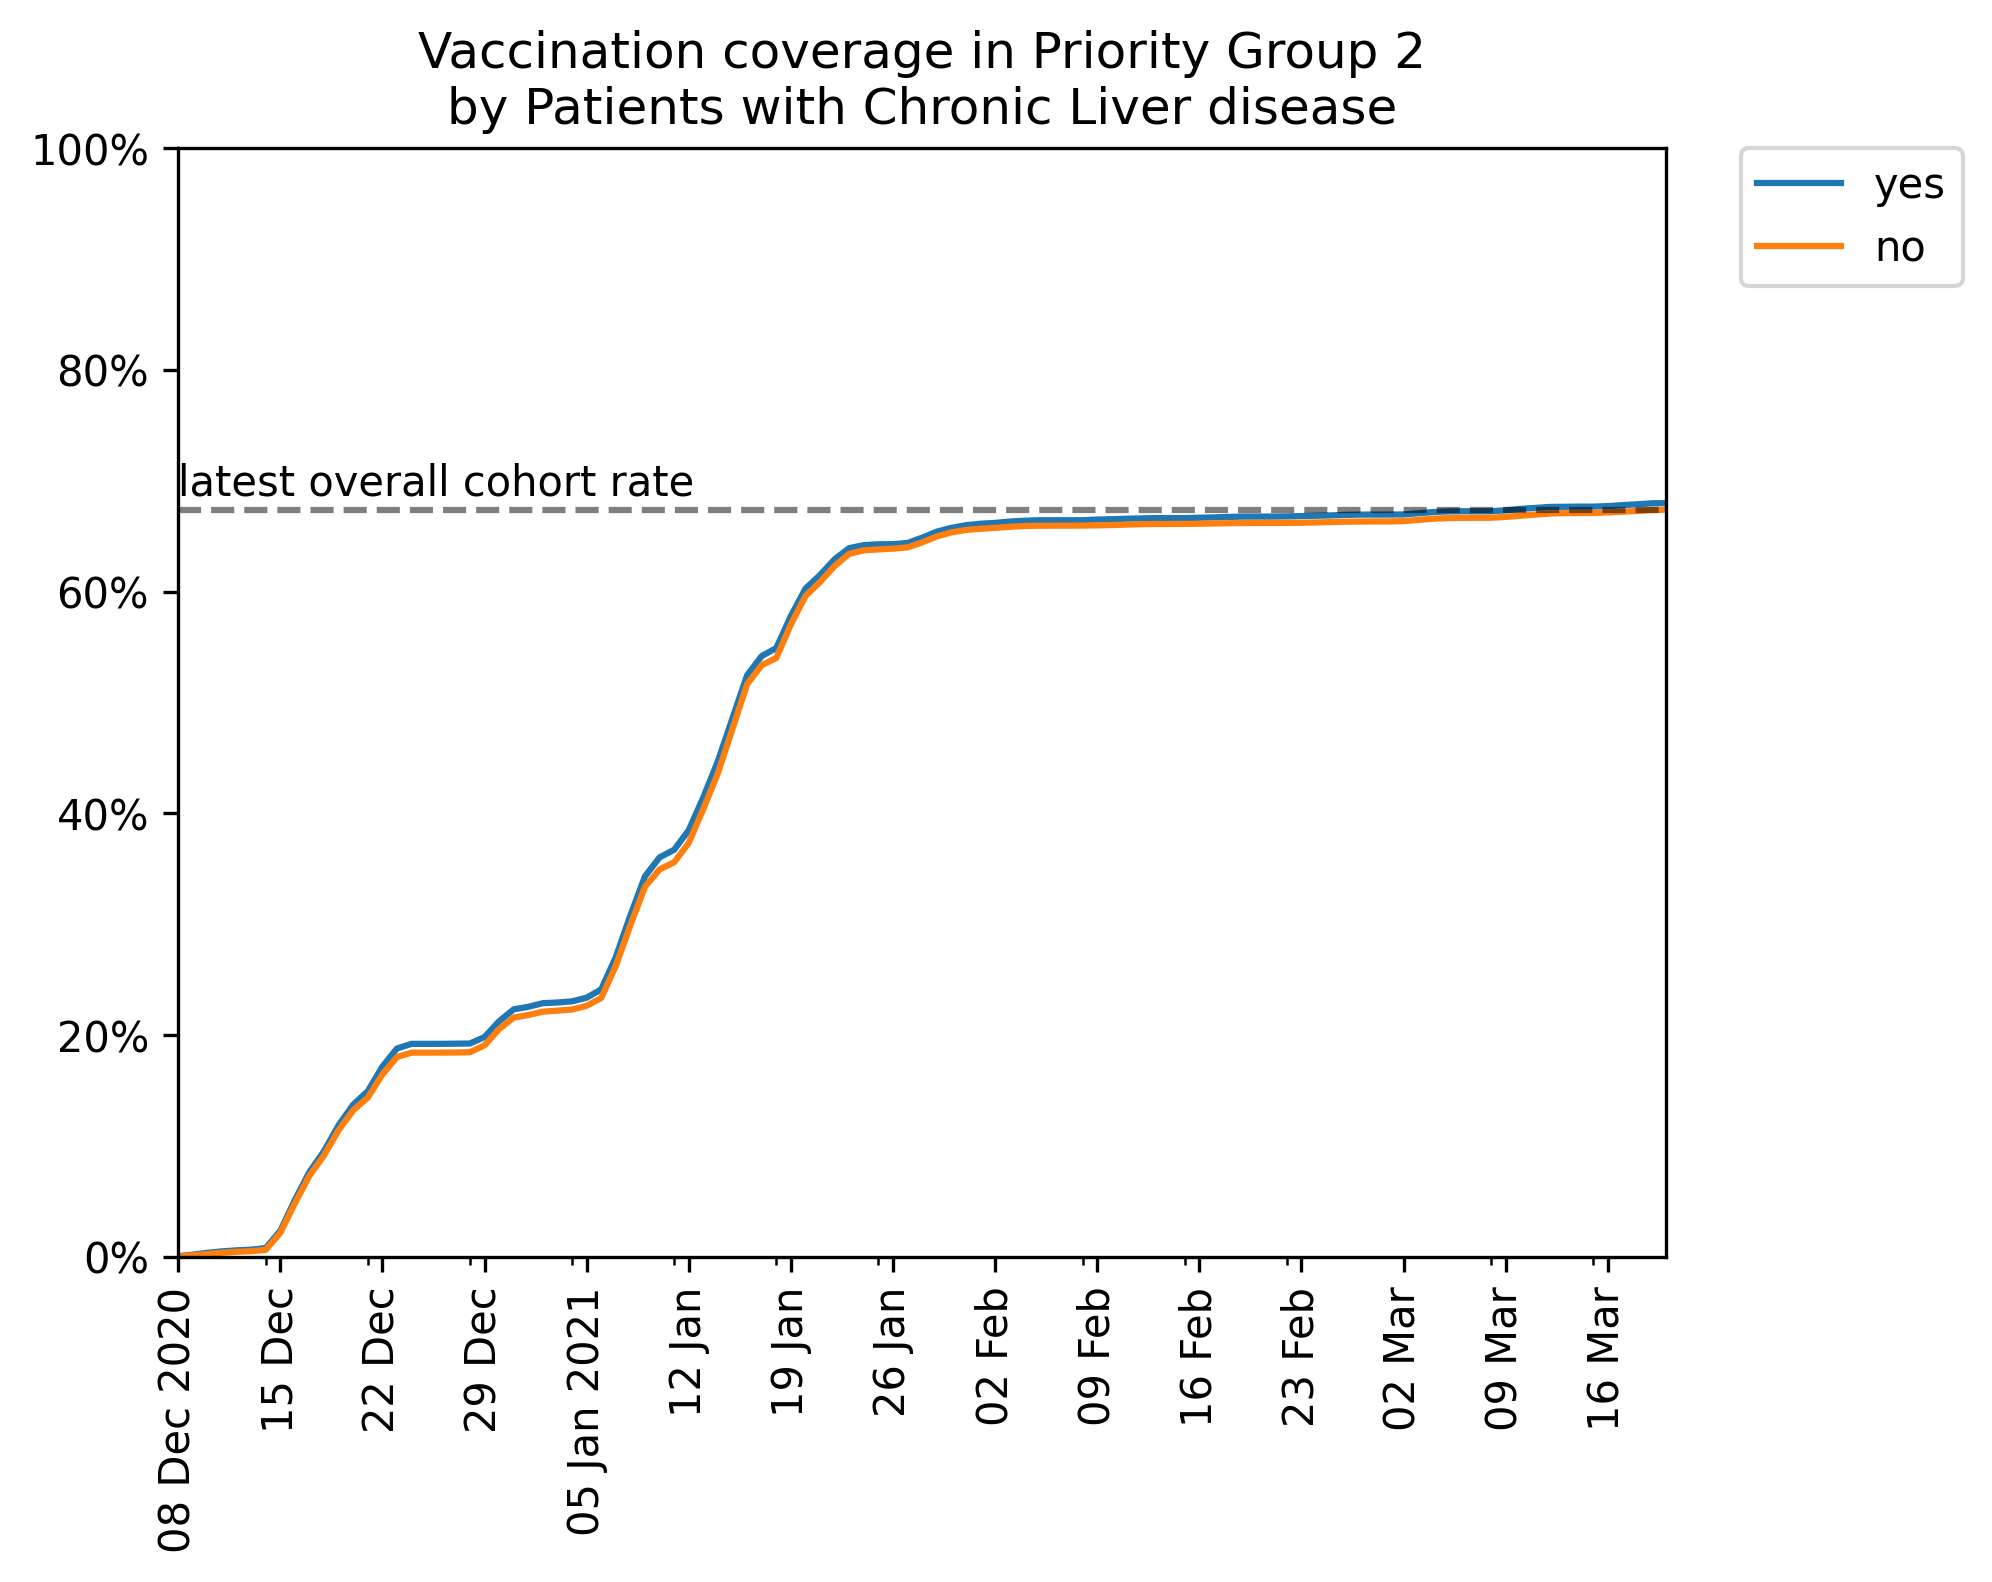 Vaccination coverage in Priority Group 2
by Patients with Chronic Liver disease
100%
80%
60%
40%
20%
0%
latest overall cohort rate
yes
no
08 Dec 2020
15 Dec
22 Dec
29 Dec
05 Jan 2021
12 Jan
19 Jan
26 Jan
02 Feb
09 Feb
16 Feb
23 Feb
02 Mar
09 Mar
16 Mar